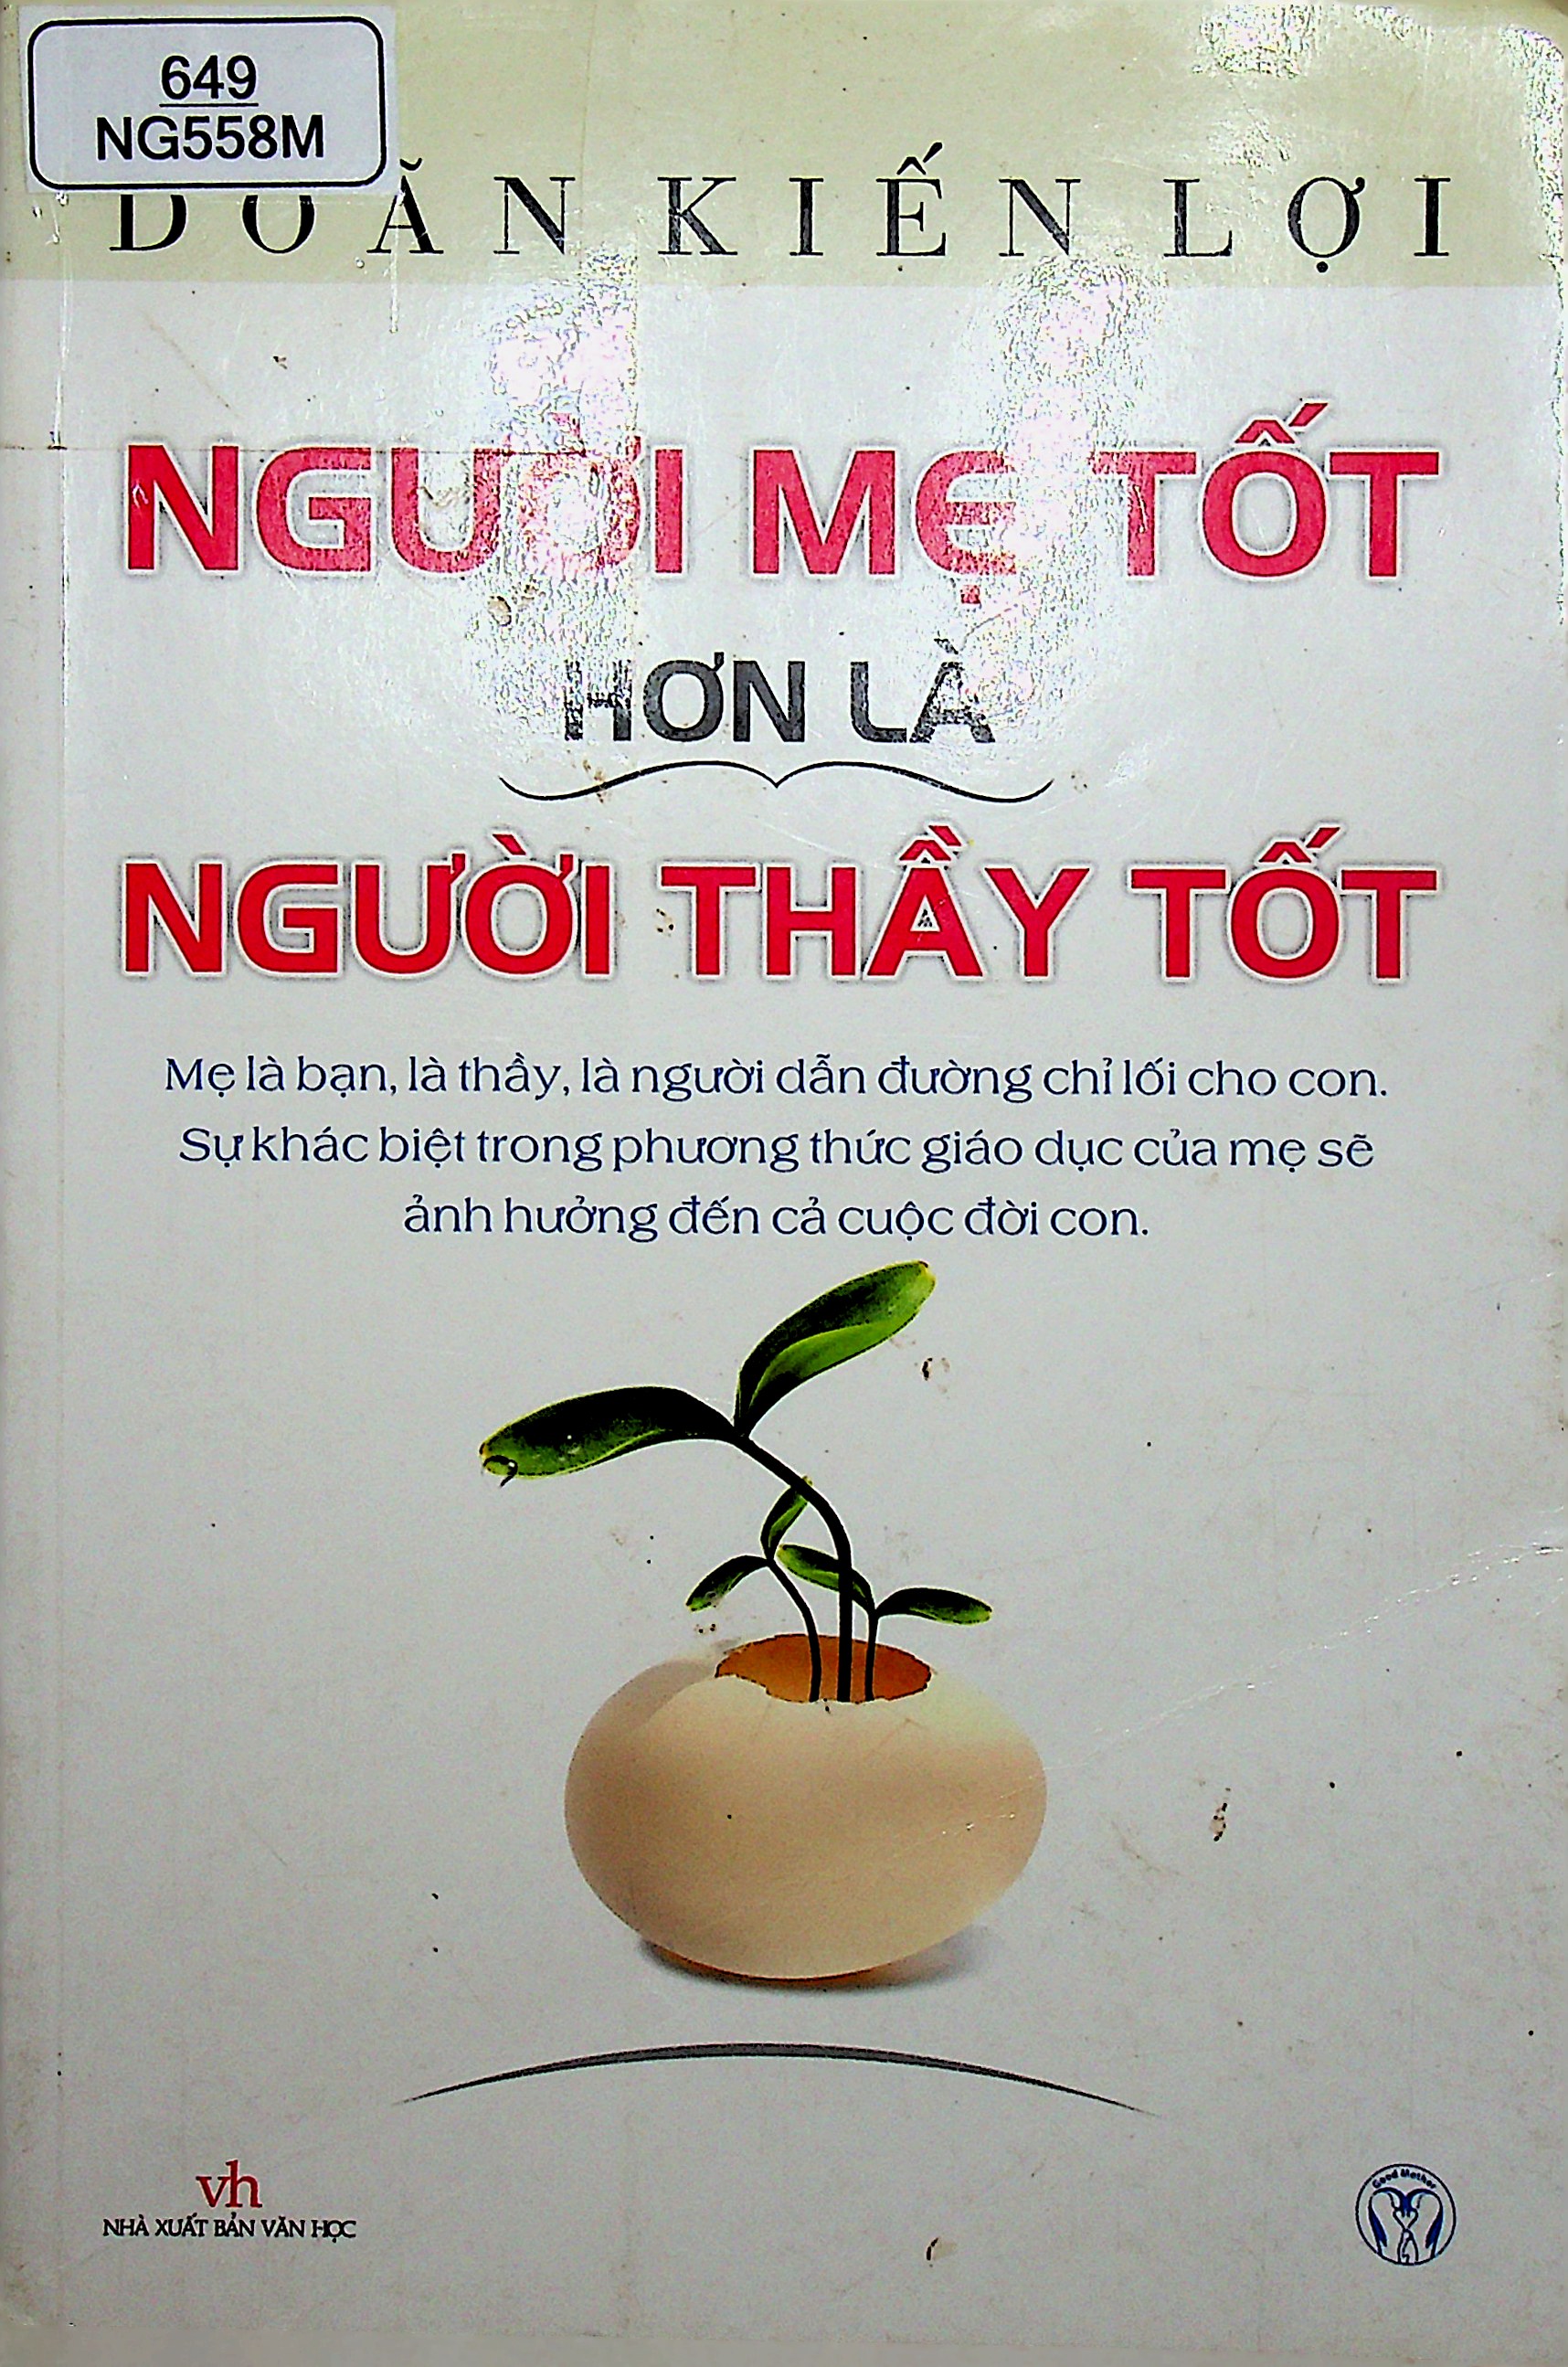 649
NG558M
DOÃN KIẾN LỢI
NGƯỜI MẸ TỐT
HƠN LÀ
NGƯỜI THẦY TỐT
Mẹ là bạn, là thầy, là người dẫn đường chỉ lối cho con.
Sự khác biệt trong phương thức giáo dục của mẹ sẽ
ảnh hưởng đến cả cuộc đời con.
vh
NHÀ XUẤT BẢN VĂN HỌC
Good Mother